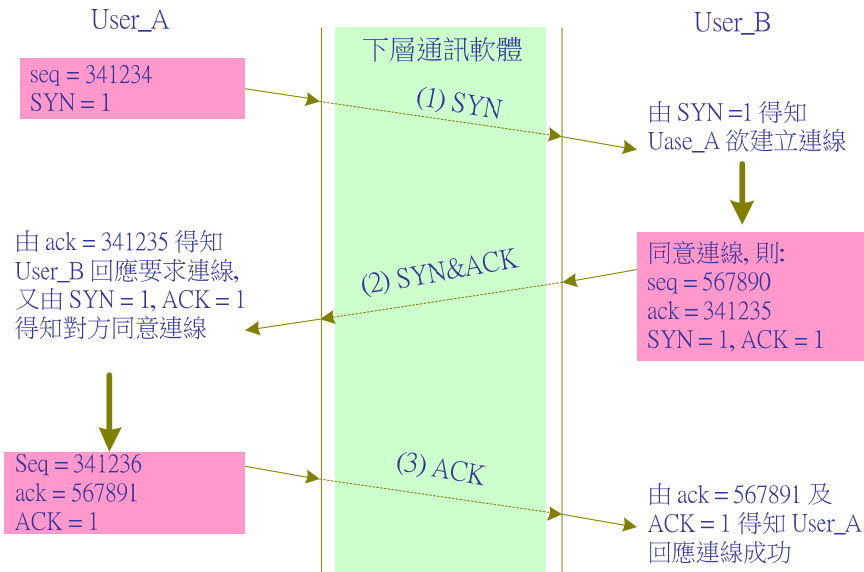 User_A
User_B
下層通訊軟體
seq = 341234
SYN = 1
(1) SYN
由 SYN =1 得知
Uase_A 欲建立連線
同意連線, 則:
seq = 567890
ack = 341235
SYN = 1, ACK = 1
(2) SYN&ACK
由 ack = 341235 得知
User_B 回應要求連線,
又由 SYN = 1, ACK = 1
得知對方同意連線
Seq = 341236
ack = 567891
ACK = 1
(3) ACK
由 ack = 567891 及
ACK = 1 得知 User_A
回應連線成功